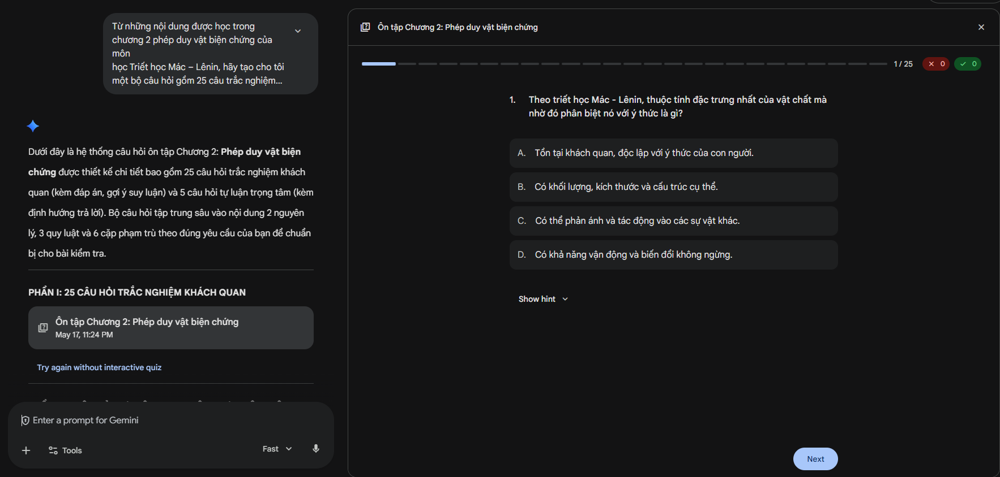 Từ những nội dung được học trong
chương 2 phép duy vật biện chứng của
môn
học Triết học Mác – Lênin, hãy tạo cho tôi
một bộ câu hỏi gồm 25 câu trắc nghiệm...
Dưới đây là hệ thống câu hỏi ôn tập Chương 2: Phép duy vật biện
chứng được thiết kế chi tiết bao gồm 25 câu hỏi trắc nghiệm khách
quan (kèm đáp án, gợi ý suy luận) và 5 câu hỏi tự luận trọng tâm (kèm
định hướng trả lời). Bộ câu hỏi tập trung sâu vào nội dung 2 nguyên
lý, 3 quy luật và 6 cặp phạm trù theo đúng yêu cầu của bạn để chuẩn
bị cho bài kiểm tra.
PHẦN I: 25 CÂU HỎI TRẮC NGHIỆM KHÁCH QUAN
Ôn tập Chương 2: Phép duy vật biện chứng
May 17, 11:24 PM
Try again without interactive quiz
Enter a prompt for Gemini
Tools
Fast
Ôn tập Chương 2: Phép duy vật biện chứng
1 / 25
0
0
1. Theo triết học Mác - Lênin, thuộc tính đặc trưng nhất của vật chất mà
nhờ đó phân biệt nó với ý thức là gì?
A. Tồn tại khách quan, độc lập với ý thức của con người.
B. Có khối lượng, kích thước và cấu trúc cụ thể.
C. Có thể phản ánh và tác động vào các sự vật khác.
D. Có khả năng vận động và biến đổi không ngừng.
Show hint
Next